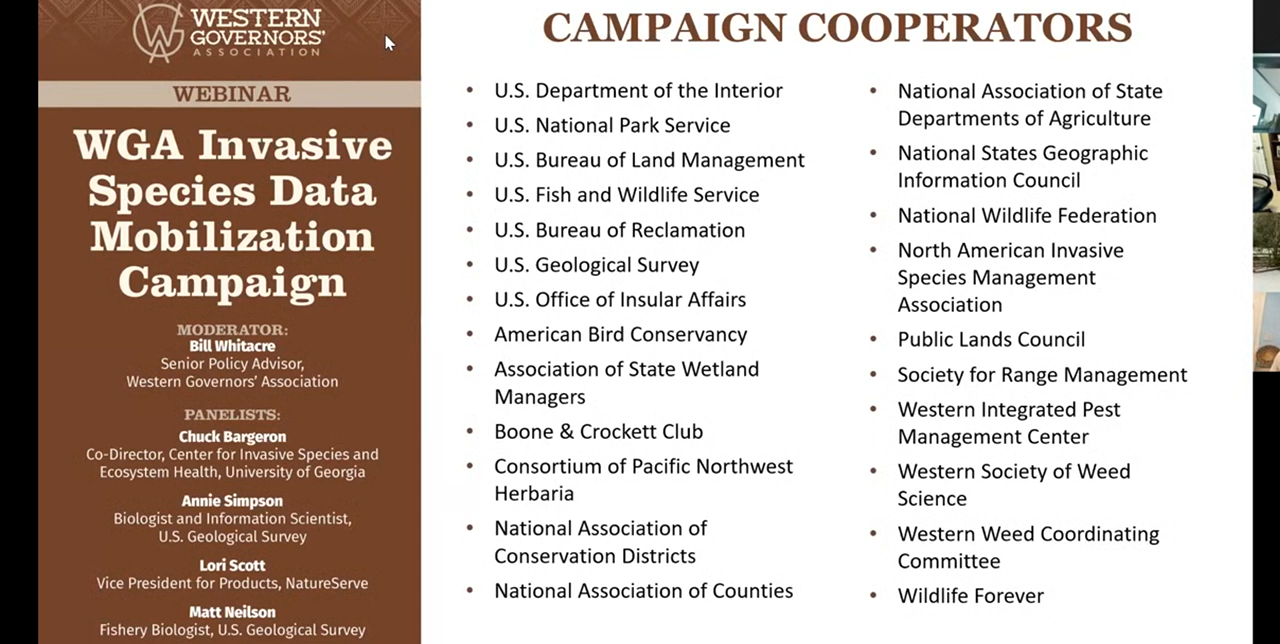 WESTERN
GOVERNORS'
ASSOCIATION
WEBINAR
WGA Invasive
Species Data
Mobilization
Campaign
MODERATOR:
Bill Whitacre
Senior Policy Advisor,
Western Governors' Association
PANELISTS:
Chuck Bargeron
Co-Director, Center for Invasive Species and
Ecosystem Health, University of Georgia
Annie Simpson
Biologist and Information Scientist,
U.S. Geological Survey
Lori Scott
Vice President for Products, NatureServe
Matt Neilson
Fishery Biologist, U.S. Geological Survey
CAMPAIGN COOPERATORS
• U.S. Department of the Interior
• U.S. National Park Service
• U.S. Bureau of Land Management
• U.S. Fish and Wildlife Service
• U.S. Bureau of Reclamation
• U.S. Geological Survey
• U.S. Office of Insular Affairs
• American Bird Conservancy
• Association of State Wetland
Managers
• Boone & Crockett Club
• Consortium of Pacific Northwest
Herbaria
• National Association of
Conservation Districts
• National Association of Counties
• National Association of State
Departments of Agriculture
• National States Geographic
Information Council
• National Wildlife Federation
• North American Invasive
Species Management
Association
• Public Lands Council
• Society for Range Management
• Western Integrated Pest
Management Center
• Western Society of Weed
Science
• Western Weed Coordinating
Committee
• Wildlife Forever